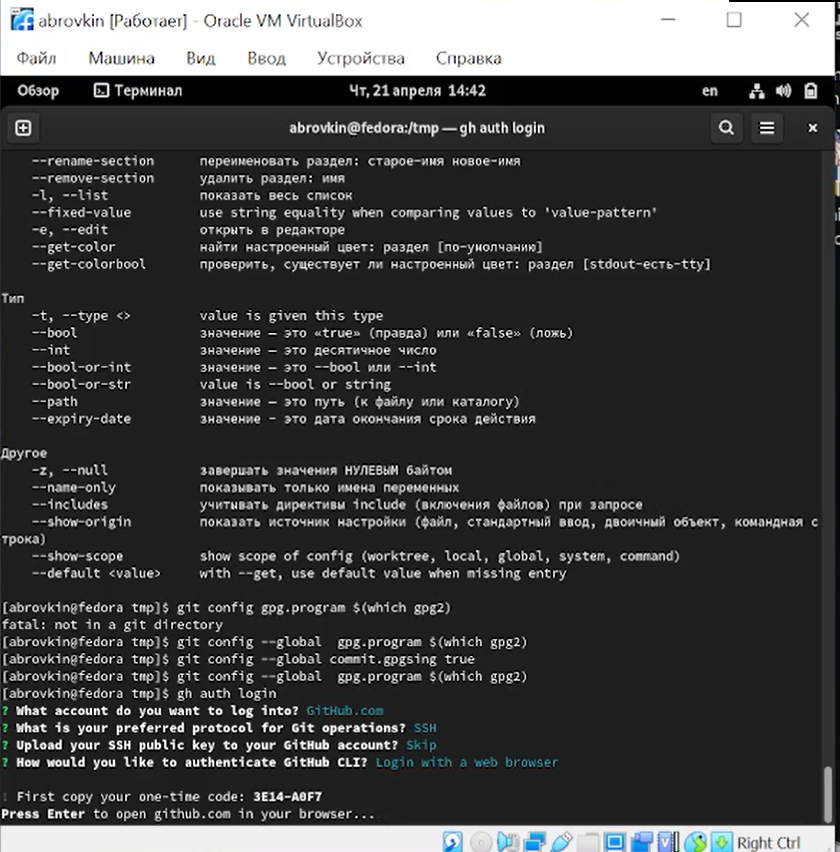 abrovkin [Работает] - Oracle VM VirtualBox
Файл Машина Вид Ввод Устройства Справка
Обзор Терминал Чт, 21 апреля 14:42 en
abrovkin@fedora:/tmp — gh auth login
--rename-section переименовать раздел: старое-имя новое-имя
--remove-section удалить раздел: имя
-l, --list показать весь список
--fixed-value use string equality when comparing values to 'value-pattern'
-e, --edit открыть в редакторе
--get-color найти настроенный цвет: раздел [по-умолчанию]
--get-colorbool проверить, существует ли настроенный цвет: раздел [stdout-есть-tty]
Тип
-t, --type <> value is given this type
--bool значение — это «true» (правда) или «false» (ложь)
--int значение — это десятичное число
--bool-or-int значение — это --bool или --int
--bool-or-str value is --bool or string
--path значение — это путь (к файлу или каталогу)
--expiry-date значение - это дата окончания срока действия
Другое
-z, --null завершать значения НУЛЕВЫМ байтом
--name-only показывать только имена переменных
--includes учитывать директивы include (включения файлов) при запросе
--show-origin показать источник настройки (файл, стандартный ввод, двоичный объект, командная с
трока)
--show-scope show scope of config (worktree, local, global, system, command)
--default <value> with --get, use default value when missing entry
[abrovkin@fedora tmp]$ git config gpg.program $(which gpg2)
fatal: not in a git directory
[abrovkin@fedora tmp]$ git config --global  gpg.program $(which gpg2)
[abrovkin@fedora tmp]$ git config --global commit.gpgsing true
[abrovkin@fedora tmp]$ git config --global  gpg.program $(which gpg2)
[abrovkin@fedora tmp]$ gh auth login
? What account do you want to log into? GitHub.com
? What is your preferred protocol for Git operations? SSH
? Upload your SSH public key to your GitHub account? Skip
? How would you like to authenticate GitHub CLI? Login with a web browser
! First copy your one-time code: 3E14-A0F7
Press Enter to open github.com in your browser...
Right Ctrl